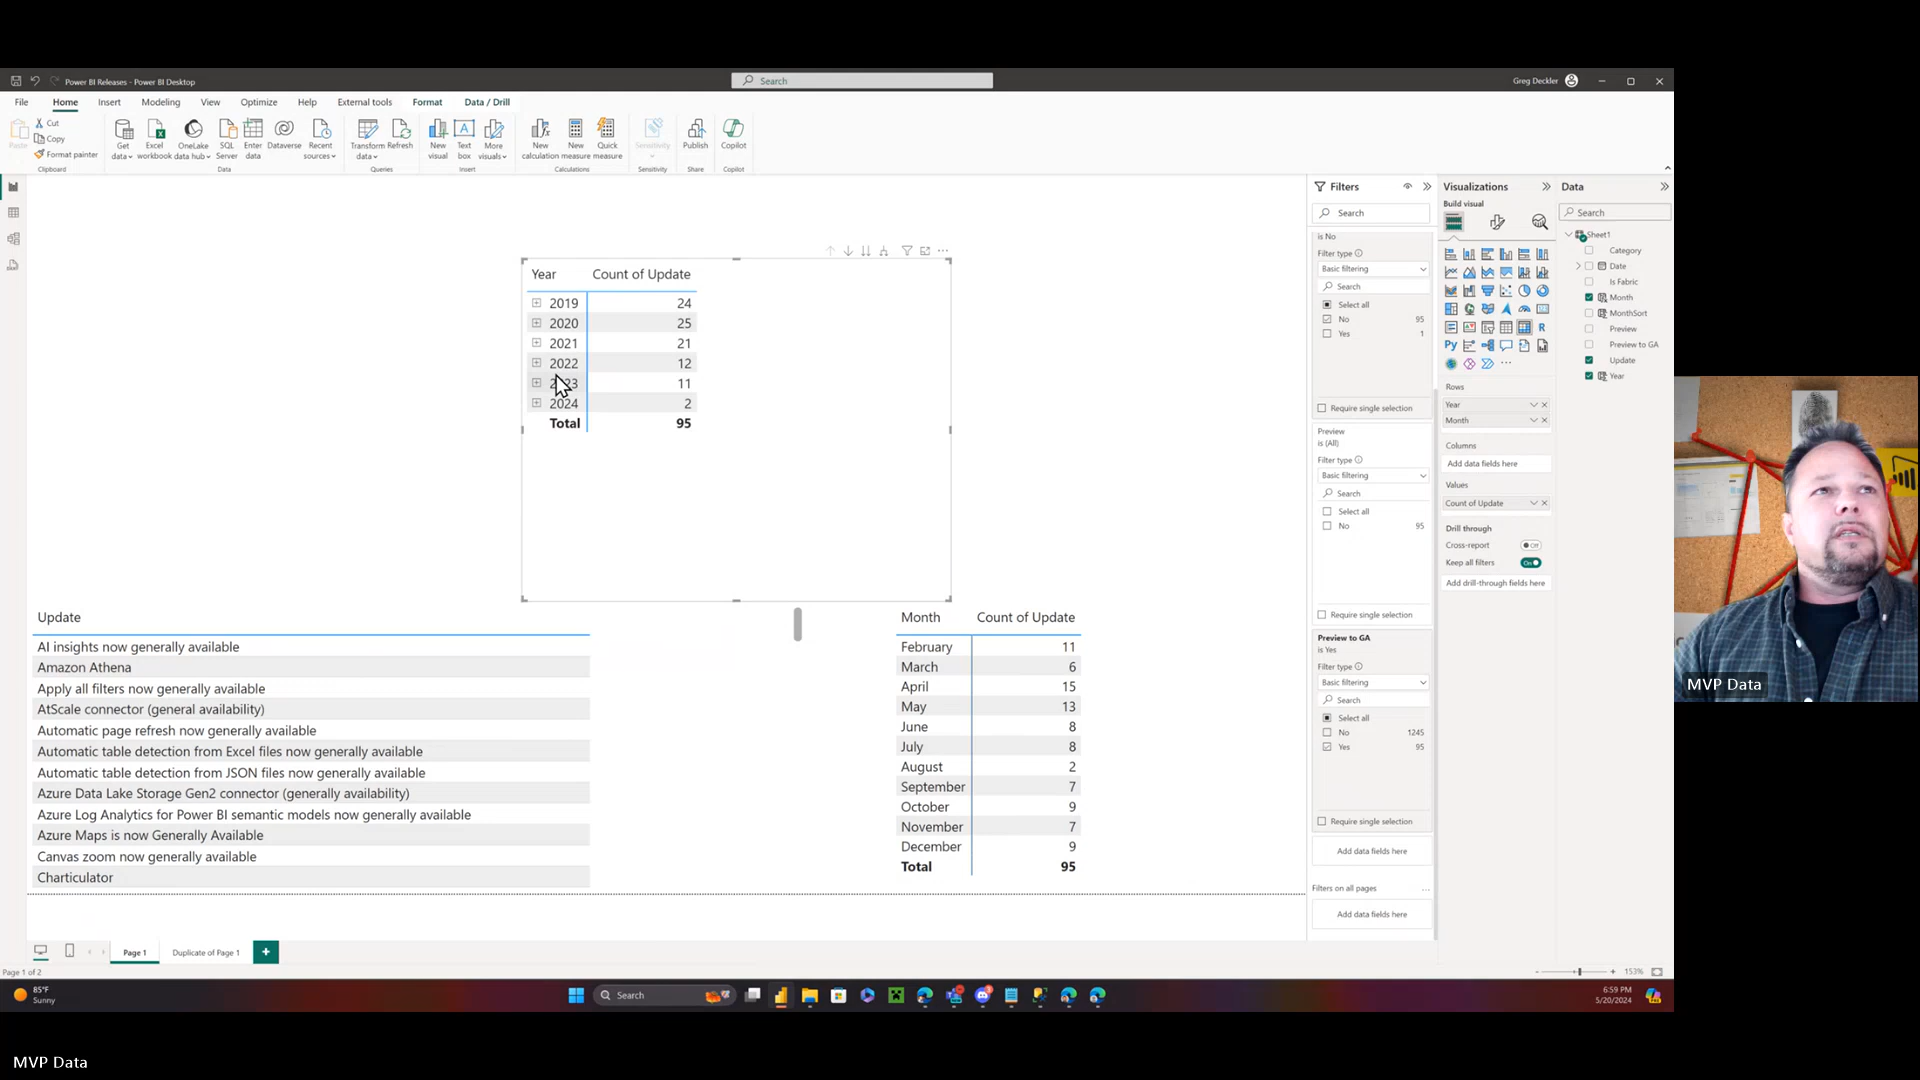 Power BI Releases - Power BI Desktop
Search
Greg Deckler
File Home Insert Modeling View Optimize Help External tools Format Data / Drill
Paste
Cut
Copy
Format painter
Clipboard
Get data
Excel workbook
OneLake data hub
SQL Server
Enter data
Dataverse
Recent sources
Data
Transform data
Refresh
Queries
New visual
Text box
More visuals
Insert
New calculation
New measure
Quick measure
Calculations
Sensitivity
Sensitivity
Publish
Share
Copilot
Copilot
Year Count of Update
2019 24
2020 25
2021 21
2022 12
2023 11
2024 2
Total 95
Update
AI insights now generally available
Amazon Athena
Apply all filters now generally available
AtScale connector (general availability)
Automatic page refresh now generally available
Automatic table detection from Excel files now generally available
Automatic table detection from JSON files now generally available
Azure Data Lake Storage Gen2 connector (generally availability)
Azure Log Analytics for Power BI semantic models now generally available
Azure Maps is now Generally Available
Canvas zoom now generally available
Charticulator
Month Count of Update
February 11
March 6
April 15
May 13
June 8
July 8
August 2
September 7
October 9
November 7
December 9
Total 95
Filters
Search
is No
Filter type
Basic filtering
Search
Select all
No 95
Yes 1
Require single selection
Preview
is (All)
Filter type
Basic filtering
Search
Select all
No 95
Require single selection
Preview to GA
is Yes
Filter type
Basic filtering
Search
Select all
No 1245
Yes 95
Require single selection
Add data fields here
Filters on all pages
Add data fields here
Visualizations
Build visual
R
Py
Rows
Year
Month
Columns
Add data fields here
Values
Count of Update
Drill through
Cross-report Off
Keep all filters On
Add drill-through fields here
Data
Search
Sheet1
Category
Date
Is Fabric
Month
MonthSort
Preview
Preview to GA
Update
Year
Page 1 Duplicate of Page 1
Page 1 of 2
153%
85°F
Sunny
Search
6:59 PM
5/20/2024
MVP Data
MVP Data